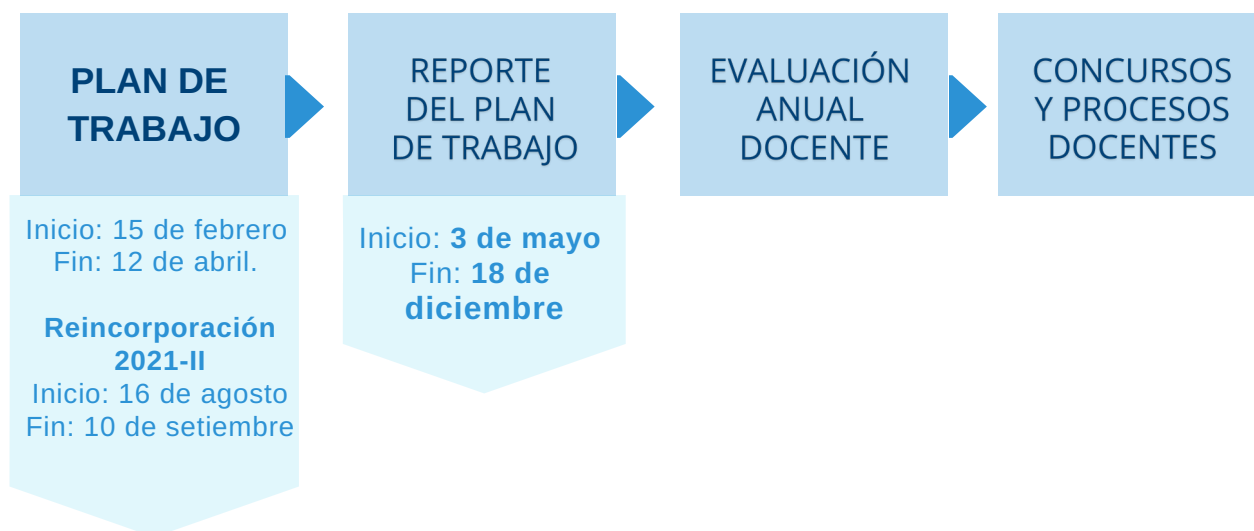 PLAN DE
TRABAJO
REPORTE
DEL PLAN
DE TRABAJO
EVALUACIÓN
ANUAL
DOCENTE
CONCURSOS
Y PROCESOS
DOCENTES
Inicio: 15 de febrero
Fin: 12 de abril.
Reincorporación
2021-II
Inicio: 16 de agosto
Fin: 10 de setiembre
Inicio: 3 de mayo
Fin: 18 de
diciembre